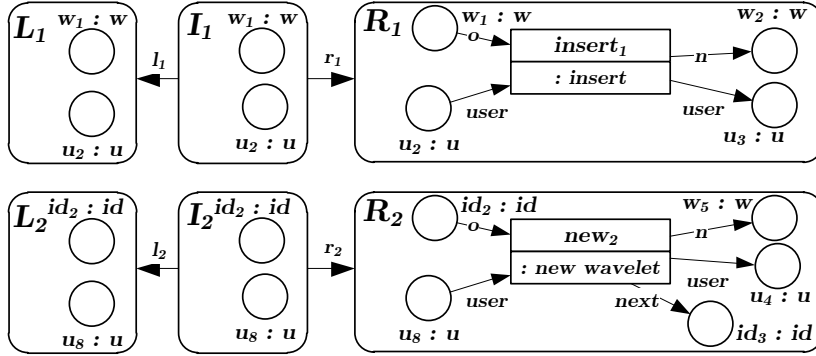 L1
w1 : w
u2 : u
l1
I1
w1 : w
u2 : u
r1
R1
w1 : w
o
u2 : u
user
insert1
: insert
n
user
w2 : w
u3 : u
L2
id2 : id
u8 : u
l2
I2
id2 : id
u8 : u
r2
R2
id2 : id
o
u8 : u
user
new2
: new wavelet
n
user
next
w5 : w
u4 : u
id3 : id